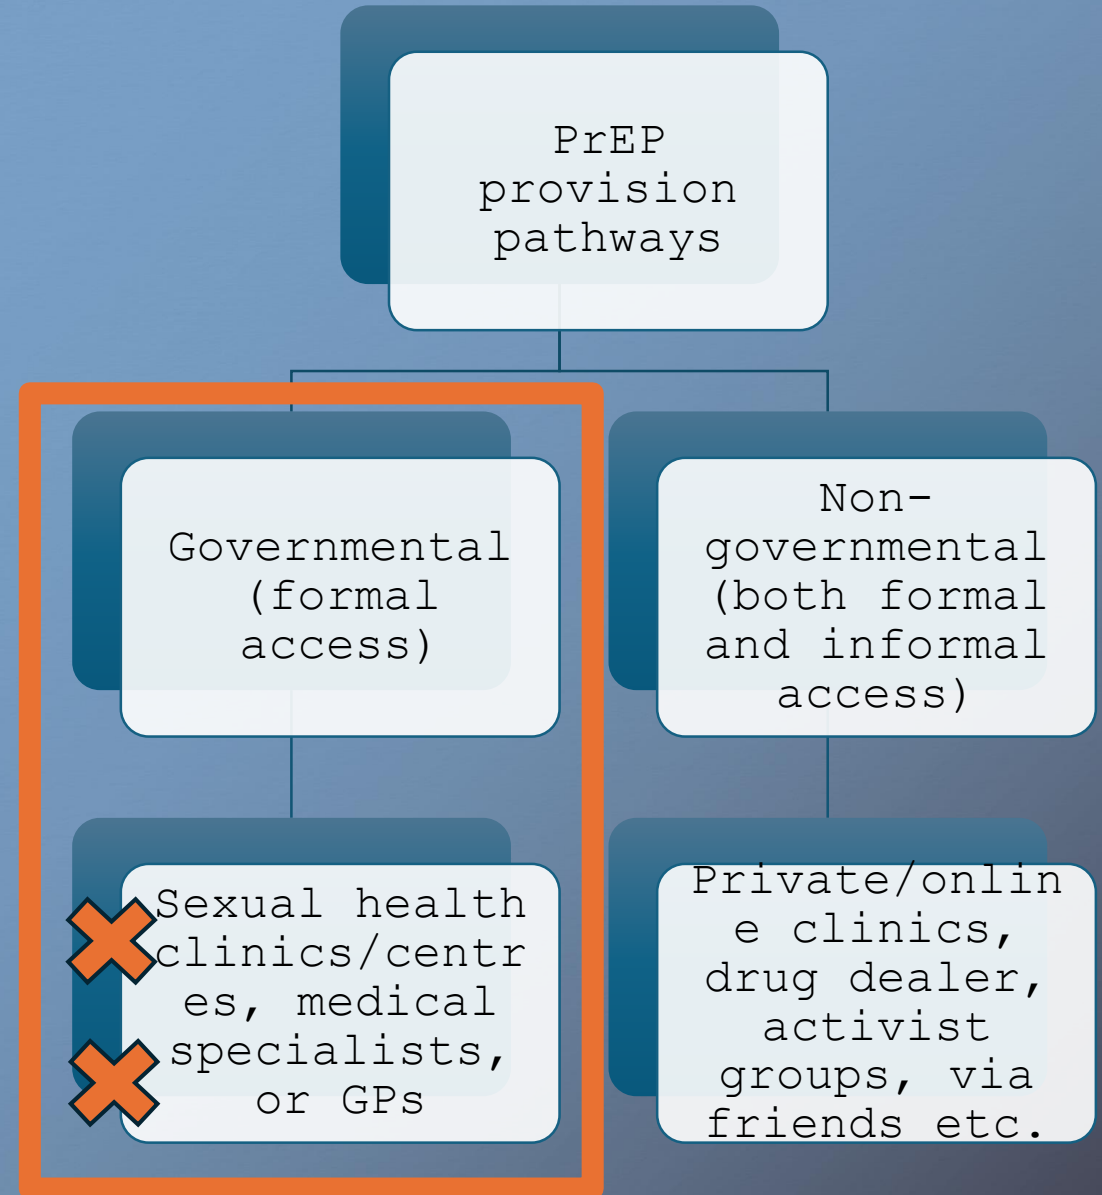 PrEP
provision
pathways
Governmental
(formal
access)
Non-
governmental
(both formal
and informal
access)
Sexual health
clinics/centr
es, medical
specialists,
or GPs
Private/onlin
e clinics,
drug dealer,
activist
groups, via
friends etc.